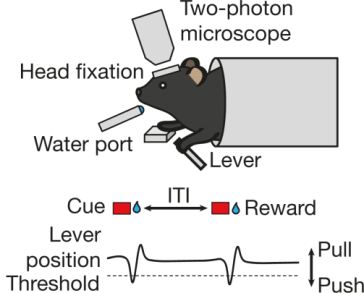 Two-photon
microscope
Head fixation
Water port
Lever
ITI
Cue
Reward
Lever
position
Pull
Threshold
Push